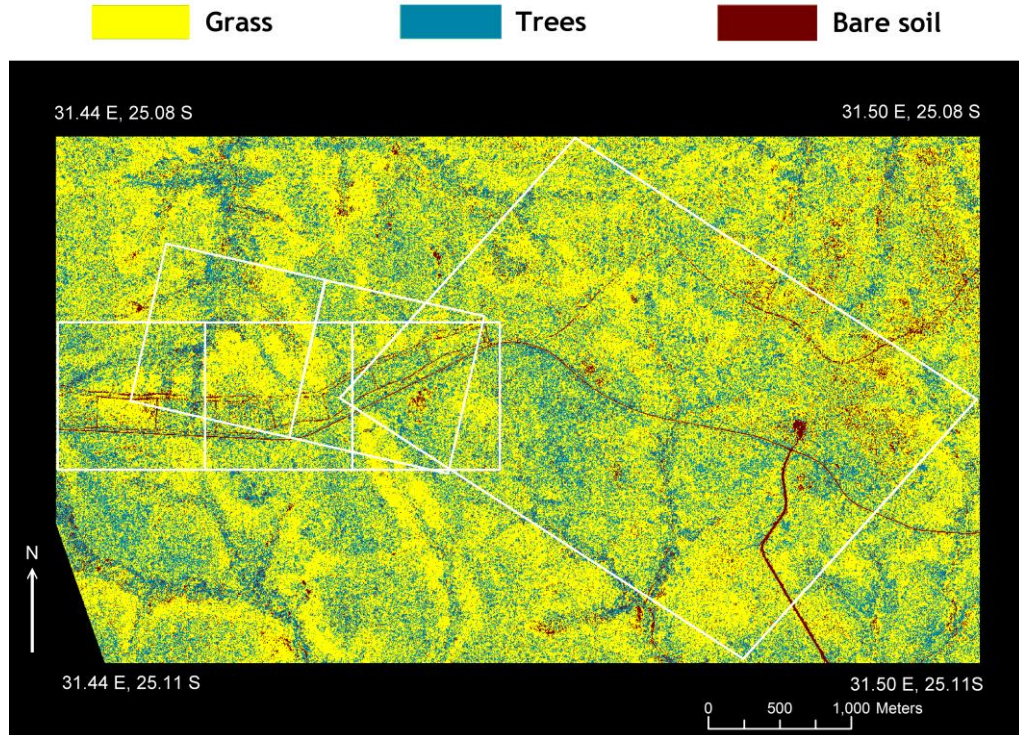 Grass Trees Bare soil
31.44 E, 25.08 S 31.50 E, 25.08 S
N
31.44 E, 25.11 S 31.50 E, 25.11S
0 500 1,000 Meters